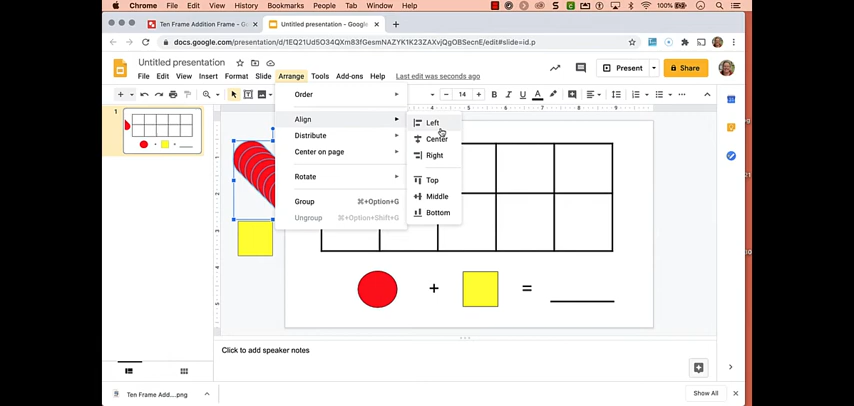 Chrome File Edit View History Bookmarks People Tab Window Help 100%
Ten Frame Addition Frame - Go
Untitled presentation - Google
docs.google.com/presentation/d/1EQ21Ud5O34QXrn83fGesmNAZYK1K23ZAXvjQgOBSecnE/edit#slide=id.p
Untitled presentation
Present
Share
File Edit View Insert Format Slide Arrange Tools Add-ons Help Last edit was seconds ago
14
Order
Align
Distribute
Center on page
Rotate
Group ⌘+Option+G
Ungroup ⌘+Option+Shift+G
Left
Center
Right
Top
Middle
Bottom
1
+ =
Click to add speaker notes
Ten Frame Add....png
Show All